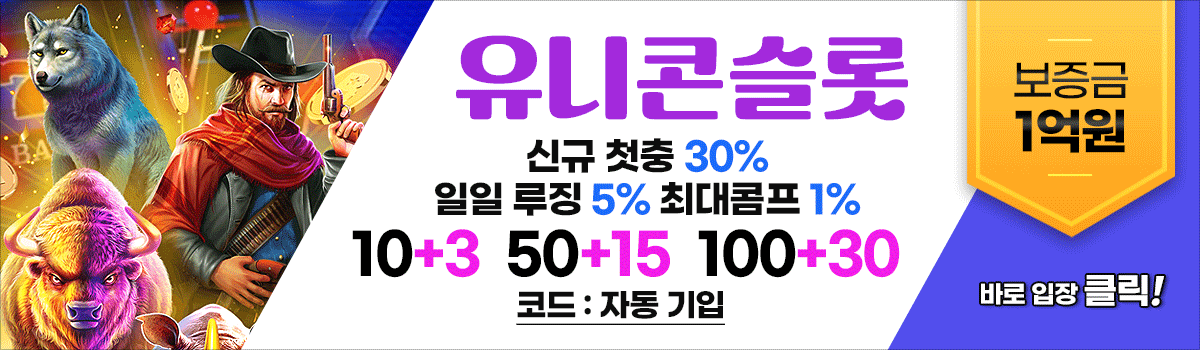 유니콘슬롯
신규 첫충 30%
일일 루징 5% 최대콤프 1%
10+3 50+15 100+30
코드 : 자동 기입
보증금
1억원
바로 입장 클릭!
BA